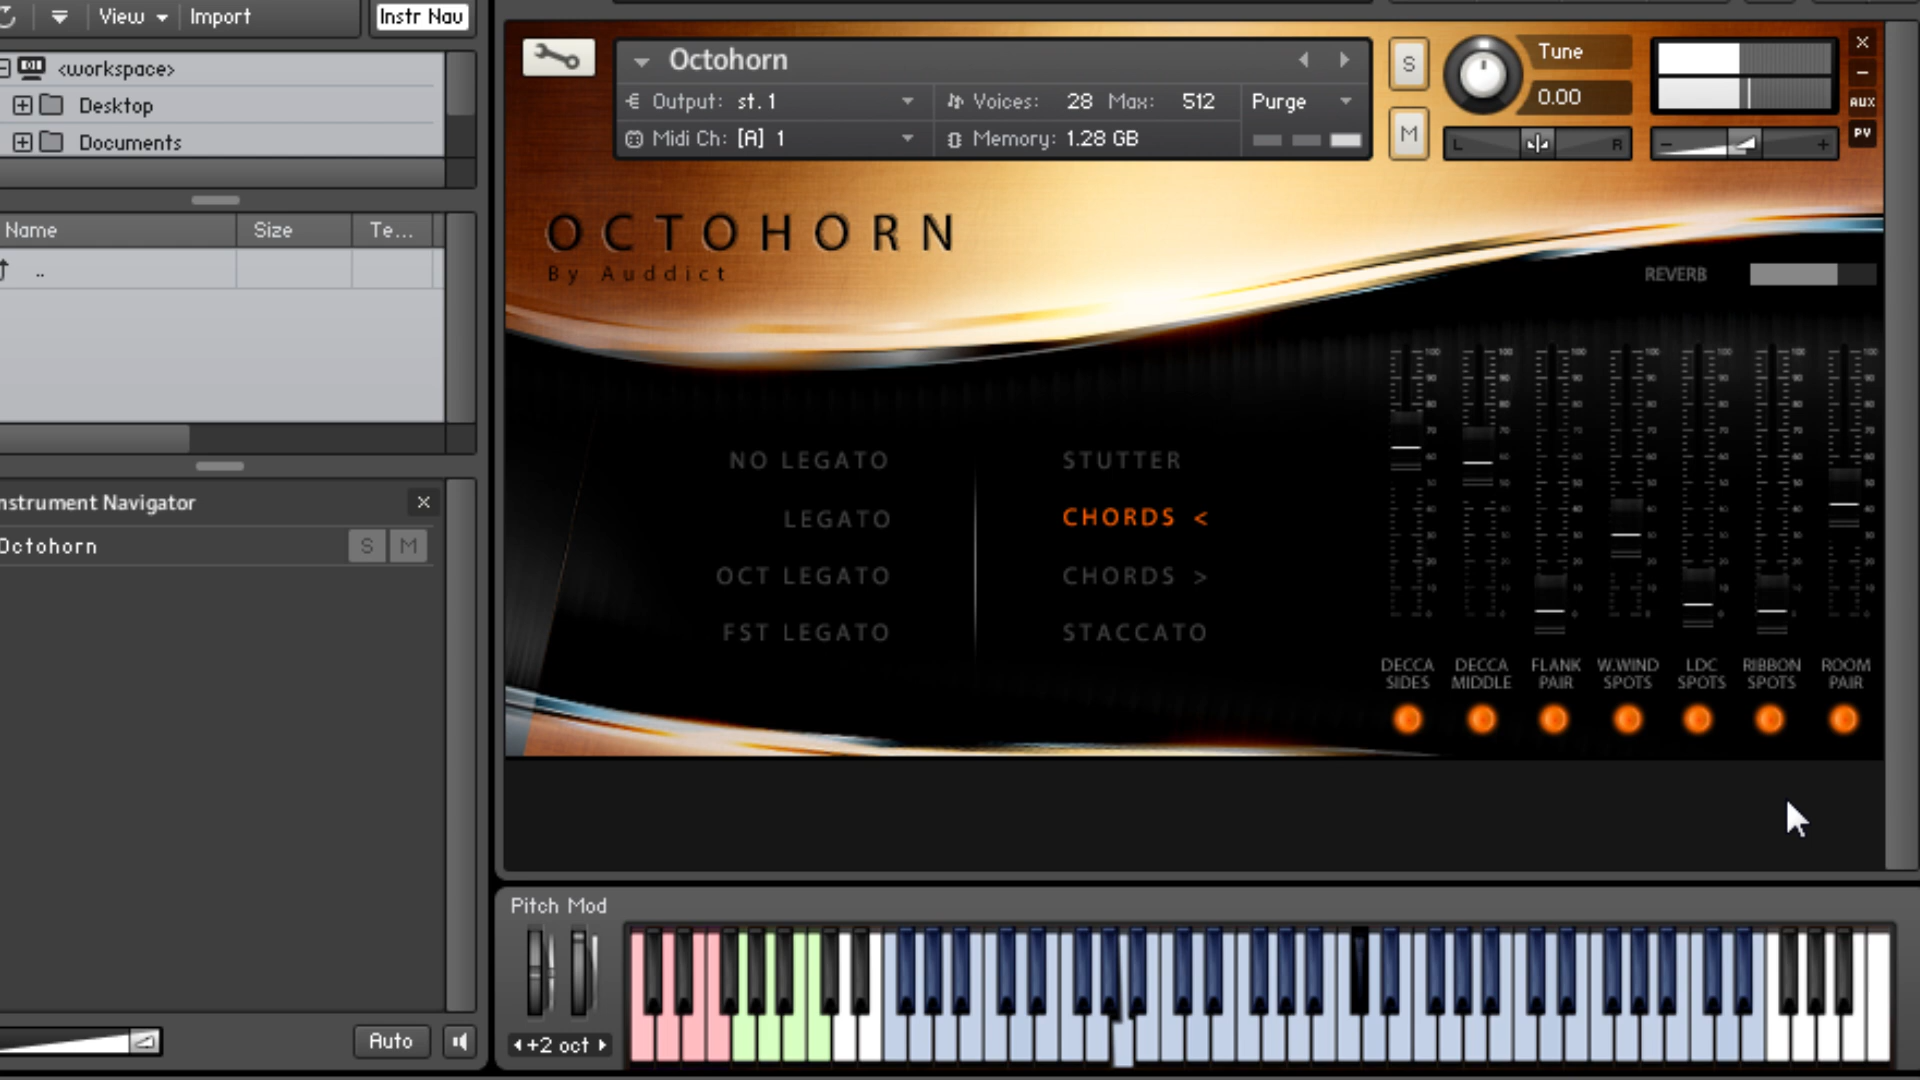 View Import Instr Nav
<workspace>
Desktop
Documents
Name Size Te...
..
nstrument Navigator
Octohorn S M
Auto
Octohorn
Output: st. 1 Voices: 28 Max: 512 Purge
Midi Ch: [A] 1 Memory: 1.28 GB
S
M
Tune
0.00
L R
- +
AUX
PV
OCTOHORN
By Auddict
REVERB
NO LEGATO
LEGATO
OCT LEGATO
FST LEGATO
STUTTER
CHORDS <
CHORDS >
STACCATO
DECCA SIDES
DECCA MIDDLE
FLANK PAIR
W.WIND SPOTS
LDC SPOTS
RIBBON SPOTS
ROOM PAIR
Pitch Mod
+2 oct